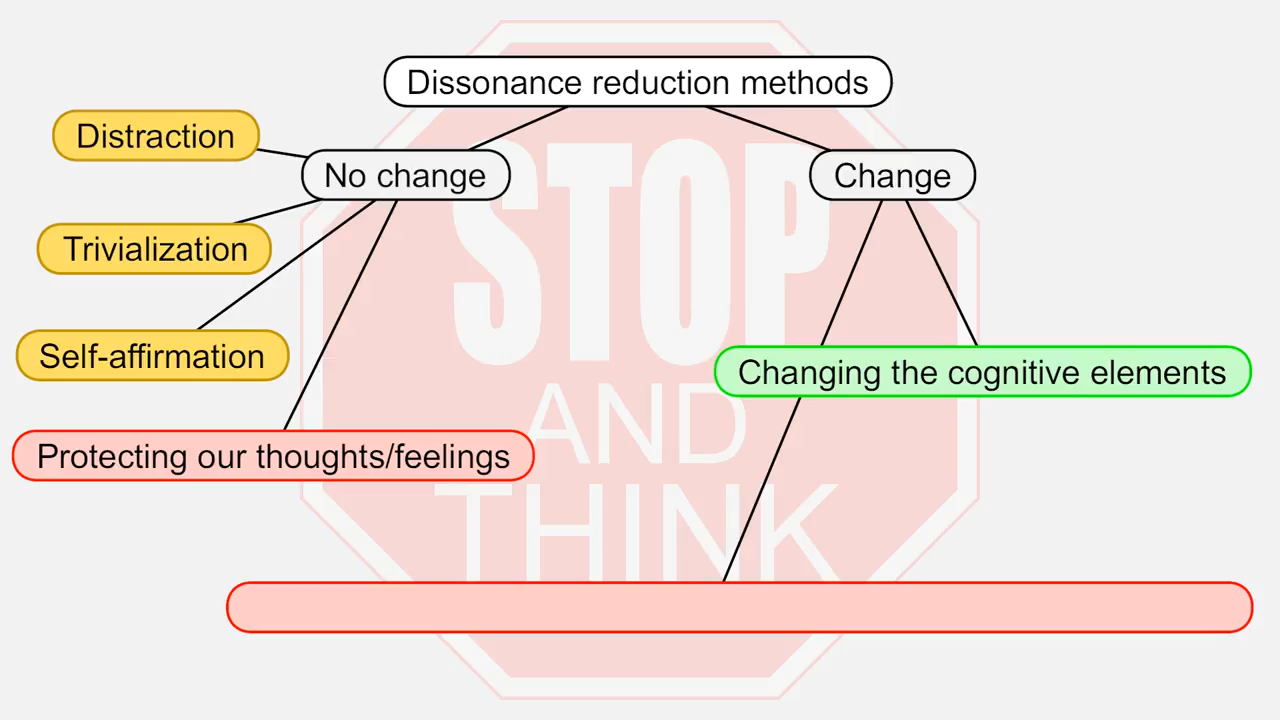 Dissonance reduction methods
Distraction
No change
Change
Trivialization
Self-affirmation
Changing the cognitive elements
Protecting our thoughts/feelings
STOP
AND
THINK